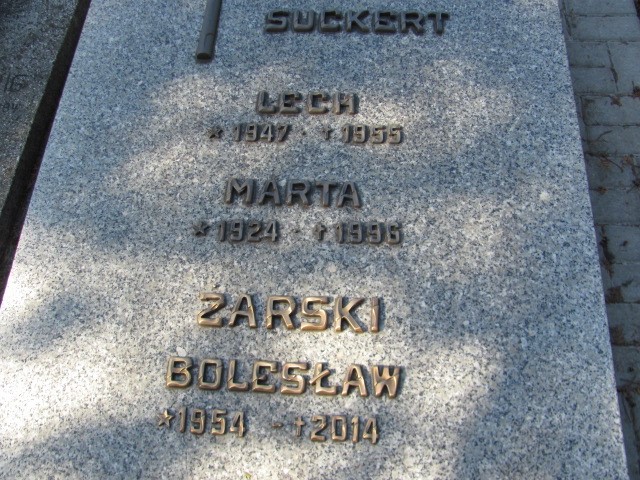 SUCKERT
LECH
* 1947 - † 1955
MARTA
* 1924 - † 1996
ŻARSKI
BOLESŁAW
* 1954 - † 2014